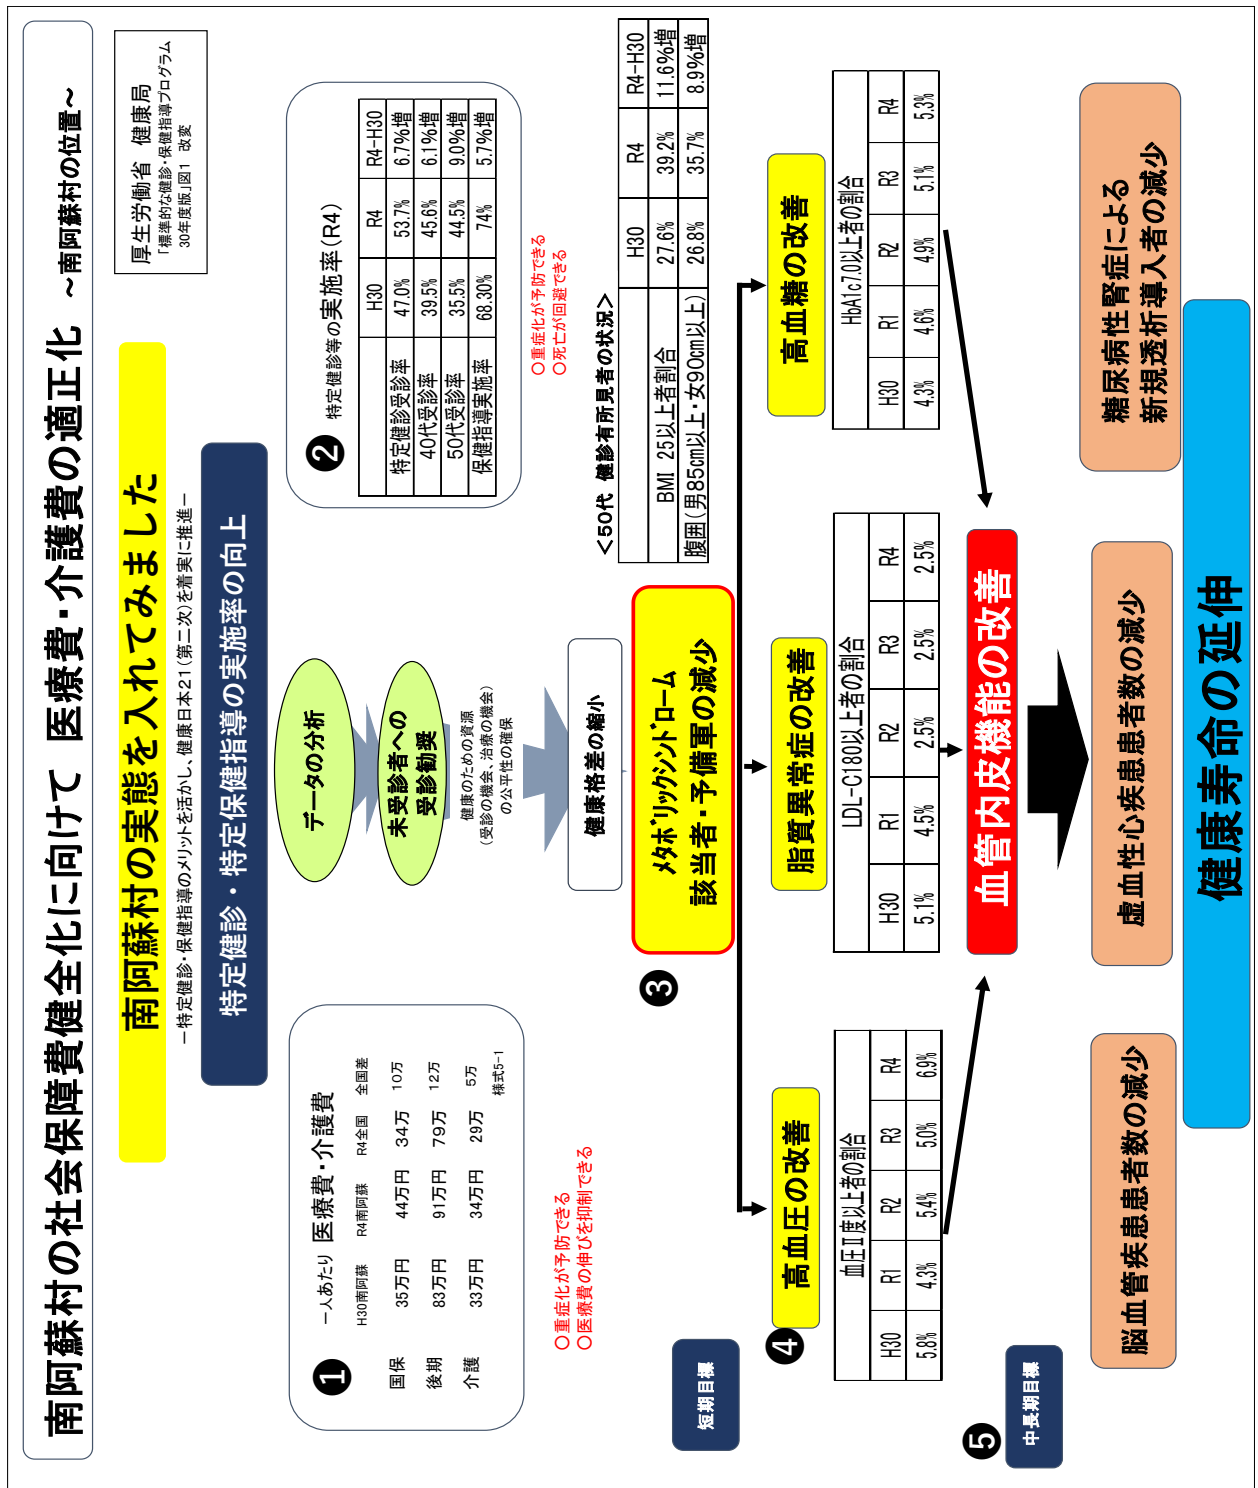 南阿蘇村の社会保障費健全化に向けて　医療費・介護費の適正化　～南阿蘇村の位置～
厚生労働省　健康局
「標準的な健診・保健指導プログラム
30年度版」図1　改変
南阿蘇村の実態を入れてみました
－特定健診・保健指導のメリットを活かし、健康日本２１（第二次）を着実に推進－
特定健診・特定保健指導の実施率の向上
❶ 一人あたり 医療費・介護費
H30南阿蘇 R4南阿蘇 R4全国 全国差
国保 35万円 44万円 34万 10万
後期 83万円 91万円 79万 12万
介護 33万円 34万円 29万 5万
様式5-1
○重症化が予防できる
○医療費の伸びを抑制できる
データの分析
未受診者への
受診勧奨
健康のための資源
（受診の機会、治療の機会）
の公平性の確保
健康格差の縮小
❷ 特定健診等の実施率（R4）
H30 R4 R4-H30
特定健診受診率 47.0% 53.7% 6.7%増
40代受診率 39.5% 45.6% 6.1%増
50代受診率 35.5% 44.5% 9.0%増
保健指導実施率 68.30% 74% 5.7%増
○重症化が予防できる
○死亡が回避できる
＜50代 健診有所見者の状況＞
H30 R4 R4-H30
BMI 25以上者割合 27.6% 39.2% 11.6%増
腹囲（男85cm以上・女90cm以上） 26.8% 35.7% 8.9%増
短期目標
❸
ﾒﾀﾎﾞﾘｯｸｼﾝﾄﾞﾛｰﾑ
該当者・予備軍の減少
❹
高血圧の改善
血圧Ⅱ度以上者の割合
H30 R1 R2 R3 R4
5.8% 4.3% 5.4% 5.0% 6.9%
脂質異常症の改善
LDL-C180以上者の割合
H30 R1 R2 R3 R4
5.1% 4.5% 2.5% 2.5% 2.5%
高血糖の改善
HbA1c7.0以上者の割合
H30 R1 R2 R3 R4
4.3% 4.6% 4.9% 5.1% 5.3%
血管内皮機能の改善
❺
中長期目標
脳血管疾患患者数の減少
虚血性心疾患患者数の減少
糖尿病性腎症による
新規透析導入者の減少
健康寿命の延伸